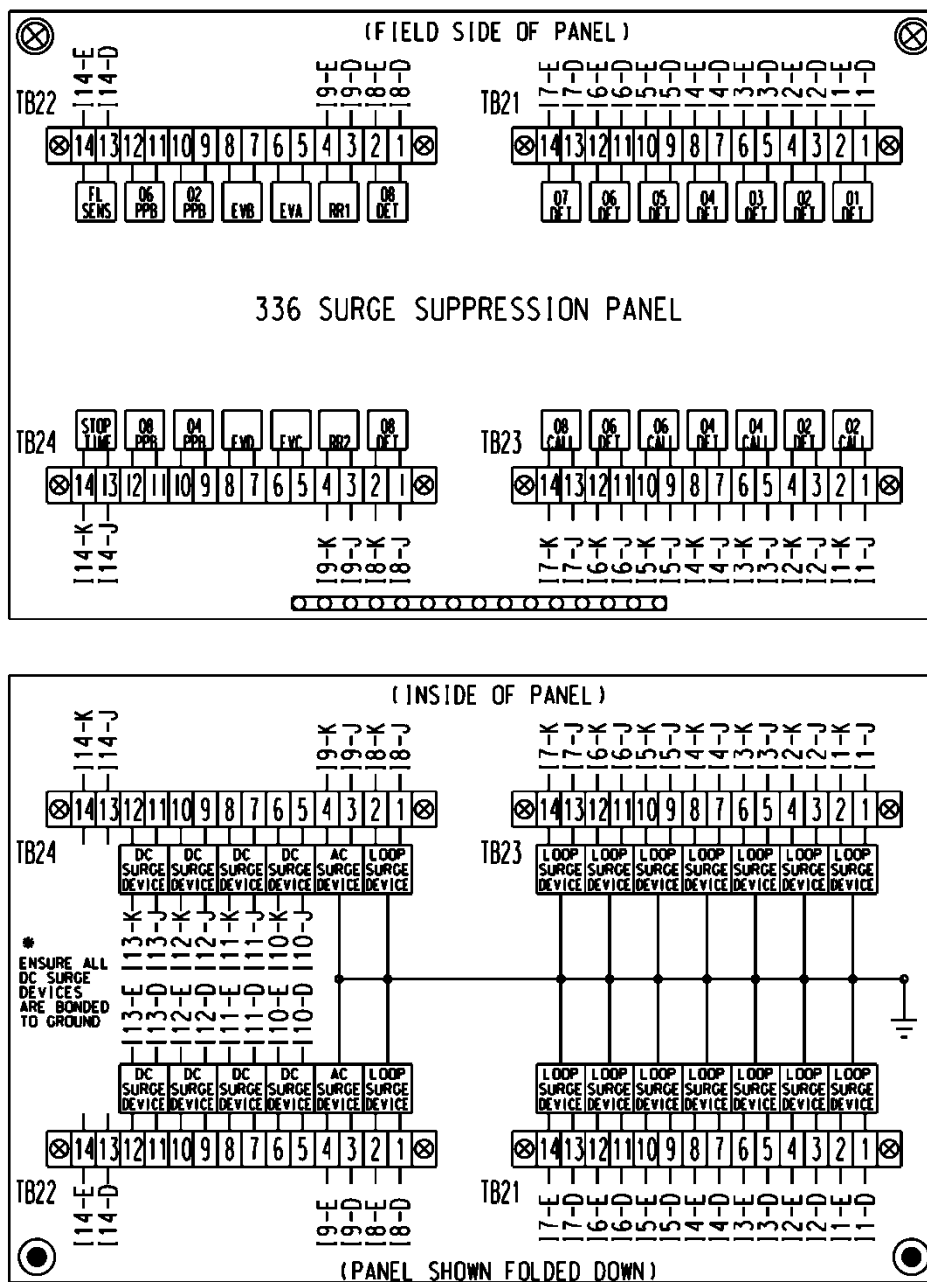 (FIELD SIDE OF PANEL)
I14-E I14-D I9-E I9-D I8-E I8-D
I7-E I7-D I6-E I6-D I5-E I5-D I4-E I4-D I3-E I3-D I2-E I2-D I1-E I1-D
TB22
TB21
14 13 12 11 10 9 8 7 6 5 4 3 2 1
14 13 12 11 10 9 8 7 6 5 4 3 2 1
FL SENS
06 PPB
02 PPB
EVB
EVA
RR1
08 DET
07 DET
06 DET
05 DET
04 DET
03 DET
02 DET
01 DET
336 SURGE SUPPRESSION PANEL
STOP TIME
08 PPB
04 PPB
EVD
EVC
RR2
08 DET
08 CALL
06 DET
06 CALL
04 DET
04 CALL
02 DET
02 CALL
TB24
TB23
14 13 12 11 10 9 8 7 6 5 4 3 2 1
14 13 12 11 10 9 8 7 6 5 4 3 2 1
I14-K I14-J I9-K I9-J I8-K I8-J
I7-K I7-J I6-K I6-J I5-K I5-J I4-K I4-J I3-K I3-J I2-K I2-J I1-K I1-J
(INSIDE OF PANEL)
I14-K I14-J I9-K I9-J I8-K I8-J
I7-K I7-J I6-K I6-J I5-K I5-J I4-K I4-J I3-K I3-J I2-K I2-J I1-K I1-J
14 13 12 11 10 9 8 7 6 5 4 3 2 1
14 13 12 11 10 9 8 7 6 5 4 3 2 1
TB24
TB23
DC DC DC DC AC LOOP
SURGE SURGE SURGE SURGE SURGE SURGE
DEVICE DEVICE DEVICE DEVICE DEVICE DEVICE
LOOP LOOP LOOP LOOP LOOP LOOP LOOP
SURGE SURGE SURGE SURGE SURGE SURGE SURGE
DEVICE DEVICE DEVICE DEVICE DEVICE DEVICE DEVICE
I13-K I13-J I12-K I12-J I11-K I11-J I10-K I10-J
*
ENSURE ALL
DC SURGE
DEVICES
ARE BONDED
TO GROUND
I13-E I13-D I12-E I12-D I11-E I11-D I10-E I10-D
DC DC DC DC AC LOOP
SURGE SURGE SURGE SURGE SURGE SURGE
DEVICE DEVICE DEVICE DEVICE DEVICE DEVICE
LOOP LOOP LOOP LOOP LOOP LOOP LOOP
SURGE SURGE SURGE SURGE SURGE SURGE SURGE
DEVICE DEVICE DEVICE DEVICE DEVICE DEVICE DEVICE
14 13 12 11 10 9 8 7 6 5 4 3 2 1
14 13 12 11 10 9 8 7 6 5 4 3 2 1
TB22
TB21
I14-E I14-D I9-E I9-D I8-E I8-D
I7-E I7-D I6-E I6-D I5-E I5-D I4-E I4-D I3-E I3-D I2-E I2-D I1-E I1-D
(PANEL SHOWN FOLDED DOWN)